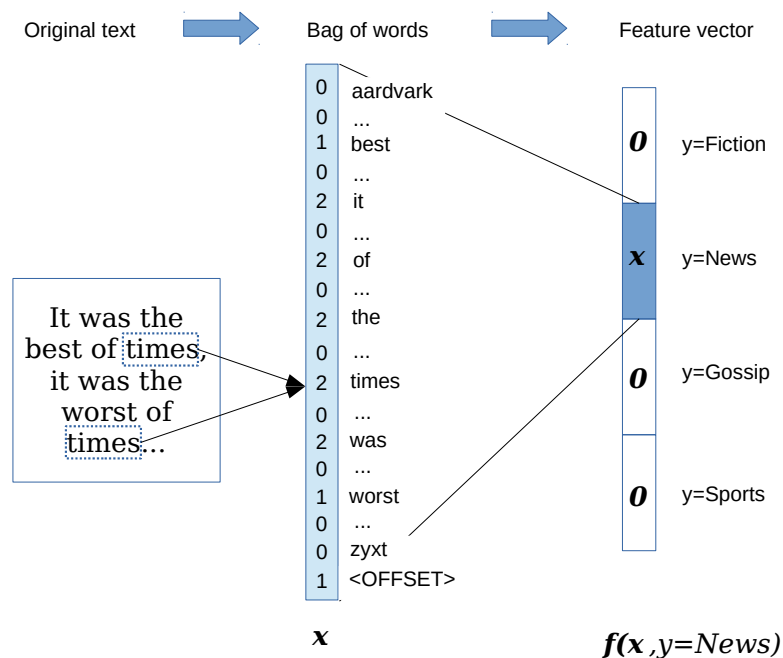 Original text
Bag of words
Feature vector
It was the
best of times,
it was the
worst of
times...
0 aardvark
0 ...
1 best
0 ...
2 it
0 ...
2 of
0 ...
2 the
0 ...
2 times
0 ...
2 was
0 ...
1 worst
0 ...
0 zyxt
1 <OFFSET>
x
0 y=Fiction
x y=News
0 y=Gossip
0 y=Sports
f(x ,y=News)